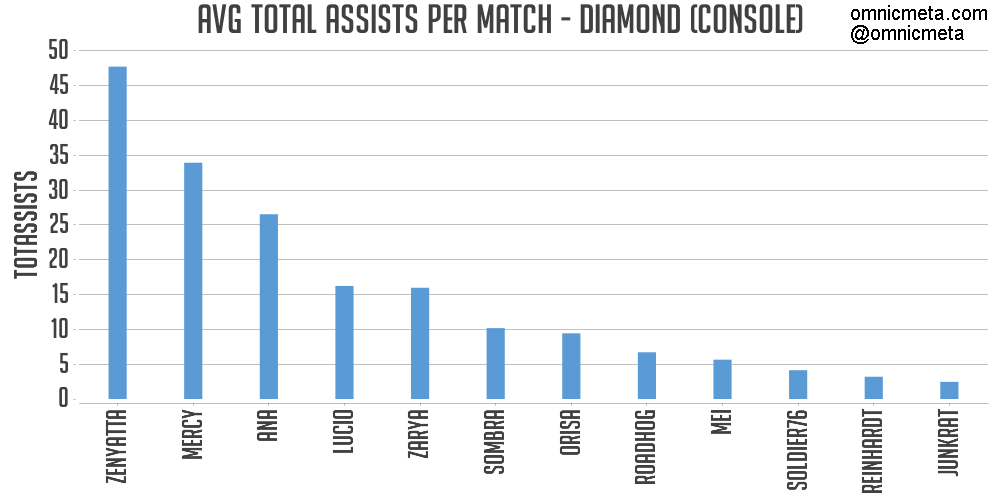 AVG TOTAL ASSISTS PER MATCH - DIAMOND (CONSOLE)
omnicmeta.com
@omnicmeta
TOTASSISTS
50
45
40
35
30
25
20
15
10
5
0
ZENYATTA
MERCY
ANA
LUCIO
ZARYA
SOMBRA
ORISA
ROADHOG
MEI
SOLDIER76
REINHARDT
JUNKRAT